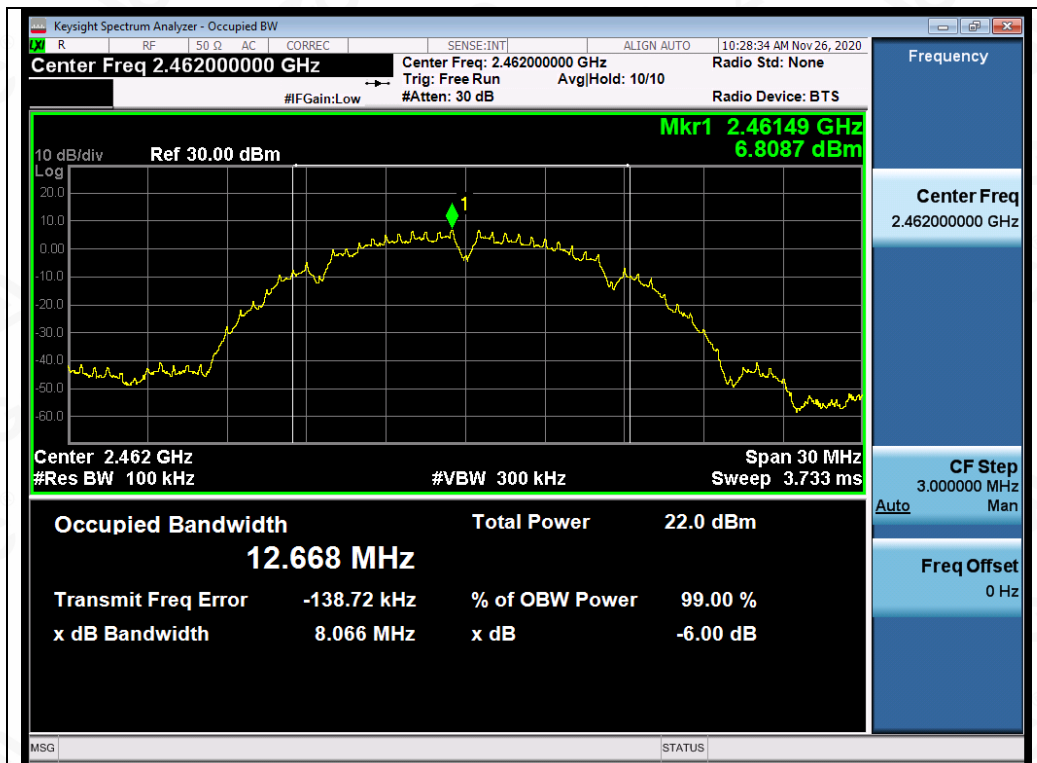 Keysight Spectrum Analyzer - Occupied BW
LXI R RF 50 Ω AC CORREC SENSE:INT ALIGN AUTO 10:28:34 AM Nov 26, 2020
Center Freq 2.462000000 GHz
Center Freq: 2.462000000 GHz Radio Std: None
Trig: Free Run Avg|Hold: 10/10
#IFGain:Low #Atten: 30 dB Radio Device: BTS
Mkr1 2.46149 GHz
6.8087 dBm
10 dB/div Ref 30.00 dBm
Log
20.0
10.0
0.00
-10.0
-20.0
-30.0
-40.0
-50.0
-60.0
1
Center 2.462 GHz Span 30 MHz
#Res BW 100 kHz #VBW 300 kHz Sweep 3.733 ms
Occupied Bandwidth Total Power 22.0 dBm
12.668 MHz
Transmit Freq Error -138.72 kHz % of OBW Power 99.00 %
x dB Bandwidth 8.066 MHz x dB -6.00 dB
MSG STATUS
Frequency
Center Freq
2.462000000 GHz
CF Step
3.000000 MHz
Auto Man
Freq Offset
0 Hz